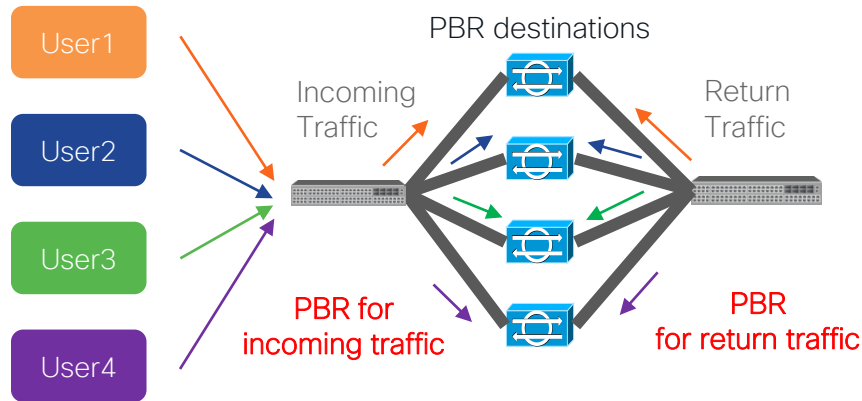 User1
User2
User3
User4
PBR destinations
Incoming
Traffic
Return
Traffic
PBR for
incoming traffic
PBR
for return traffic